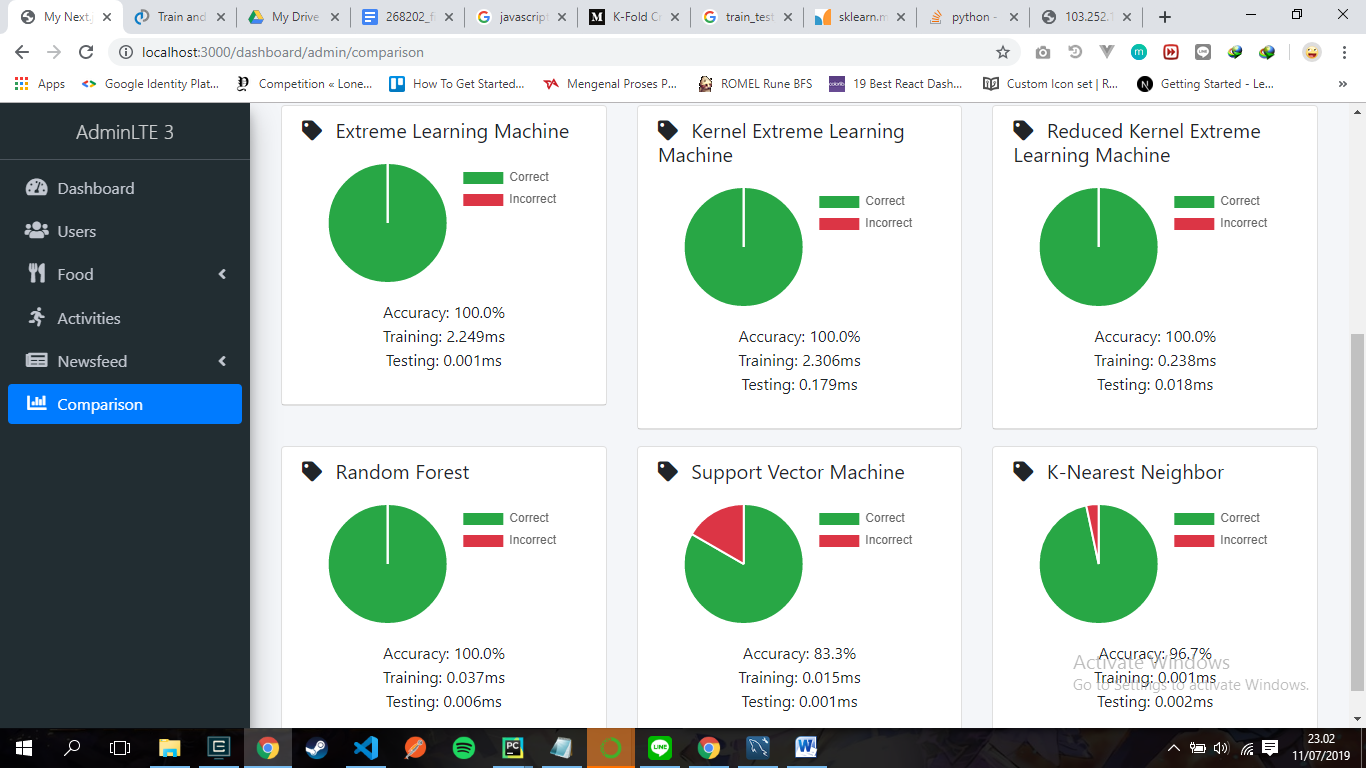 My Next.
Train and
My Drive
268202_f
javascript
K-Fold C
train_test
sklearn.m
python -
103.252.1
localhost:3000/dashboard/admin/comparison
Apps
Google Identity Plat...
Competition « Lone...
How To Get Started...
Mengenal Proses P...
ROMEL Rune BFS
19 Best React Dash...
Custom Icon set | R...
Getting Started - Le...
»
AdminLTE 3
Dashboard
Users
Food
Activities
Newsfeed
Comparison
Extreme Learning Machine
Correct
Incorrect
Accuracy: 100.0%
Training: 2.249ms
Testing: 0.001ms
Kernel Extreme Learning
Machine
Correct
Incorrect
Accuracy: 100.0%
Training: 2.306ms
Testing: 0.179ms
Reduced Kernel Extreme
Learning Machine
Correct
Incorrect
Accuracy: 100.0%
Training: 0.238ms
Testing: 0.018ms
Random Forest
Correct
Incorrect
Accuracy: 100.0%
Training: 0.037ms
Testing: 0.006ms
Support Vector Machine
Correct
Incorrect
Accuracy: 83.3%
Training: 0.015ms
Testing: 0.001ms
K-Nearest Neighbor
Correct
Incorrect
Accuracy: 96.7%
Training: 0.001ms
Testing: 0.002ms
Activate Windows
Go to Settings to activate Windows.
23.02
11/07/2019